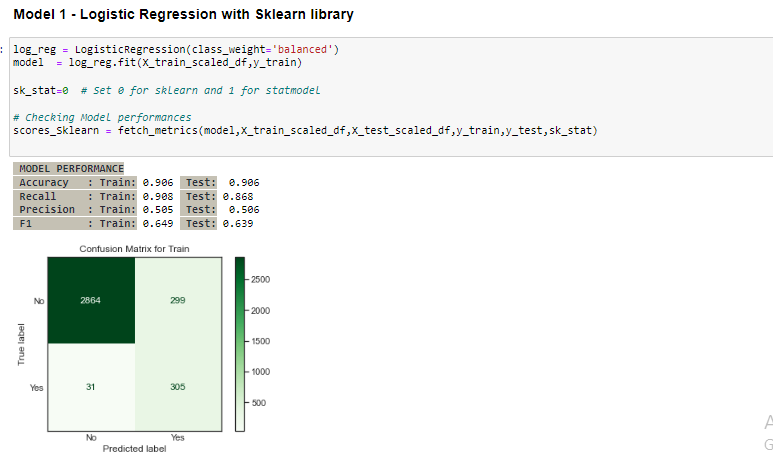 Model 1 - Logistic Regression with Sklearn library
: log_reg = LogisticRegression(class_weight='balanced')
model = log_reg.fit(X_train_scaled_df,y_train)
sk_stat=0 # Set 0 for sklearn and 1 for statmodel
# Checking Model performances
scores_Sklearn = fetch_metrics(model,X_train_scaled_df,X_test_scaled_df,y_train,y_test,sk_stat)
MODEL PERFORMANCE
Accuracy : Train: 0.906 Test: 0.906
Recall : Train: 0.908 Test: 0.868
Precision : Train: 0.505 Test: 0.506
F1 : Train: 0.649 Test: 0.639
Confusion Matrix for Train
No 2864 299
Yes 31 305
No Yes
True label
Predicted label
2500
2000
1500
1000
500
A
G